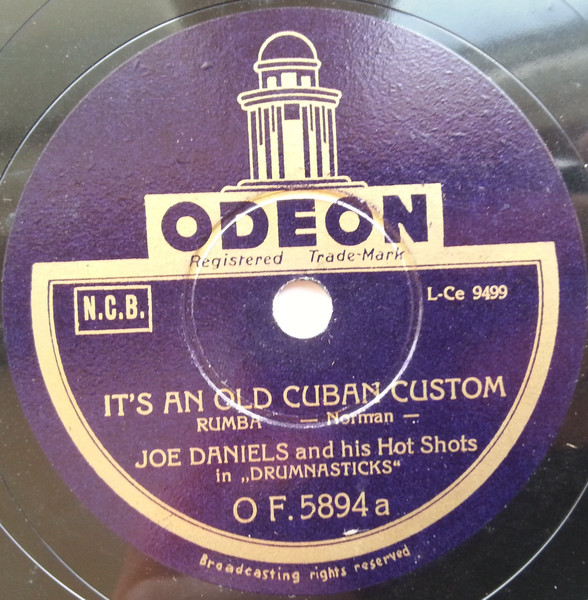 ODEON
Registered Trade-Mark
N.C.B.
L-Ce 9499
IT'S AN OLD CUBAN CUSTOM
RUMBA — Norman —
JOE DANIELS and his Hot Shots
in „DRUMNASTICKS“
O F. 5894 a
Broadcasting rights reserved